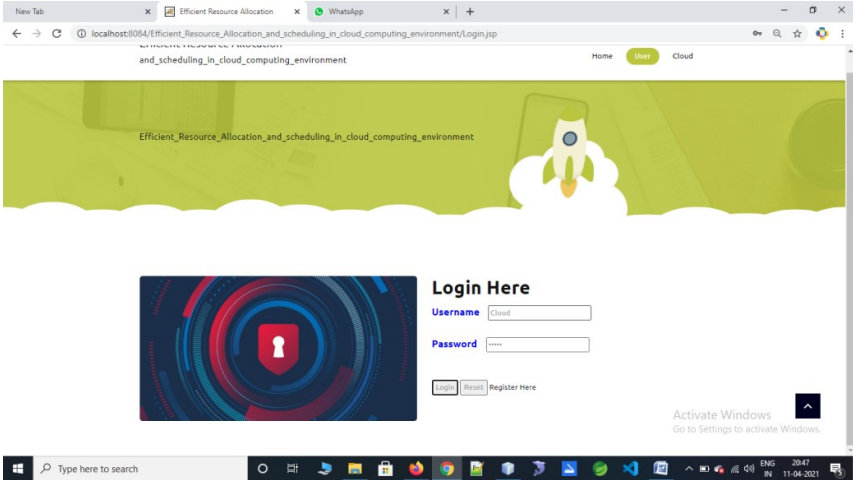 New Tab
Efficient Resource Allocation
WhatsApp
localhost:8084/Efficient_Resource_Allocation_and_scheduling_in_cloud_computing_environment/Login.jsp
Efficient Resource Allocation
and_scheduling_in_cloud_computing_environment
Home User Cloud
Efficient_Resource_Allocation_and_scheduling_in_cloud_computing_environment
Login Here
Username Cloud
Password •••••
Login Reset Register Here
Activate Windows
Go to Settings to activate Windows.
Type here to search
ENG 20:47
IN 11-04-2021